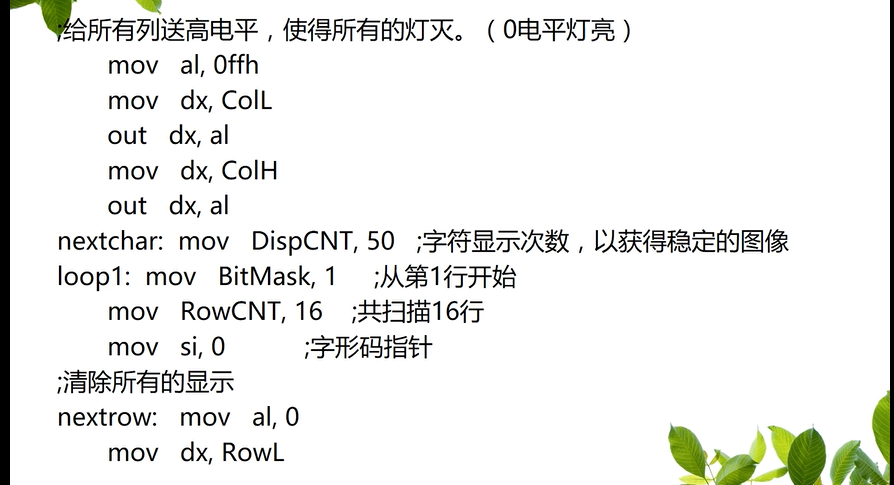 ;给所有列送高电平，使得所有的灯灭。（0电平灯亮）
mov al, 0ffh
mov dx, ColL
out dx, al
mov dx, ColH
out dx, al
nextchar: mov DispCNT, 50 ;字符显示次数，以获得稳定的图像
loop1: mov BitMask, 1 ;从第1行开始
mov RowCNT, 16 ;共扫描16行
mov si, 0 ;字形码指针
;清除所有的显示
nextrow: mov al, 0
mov dx, RowL